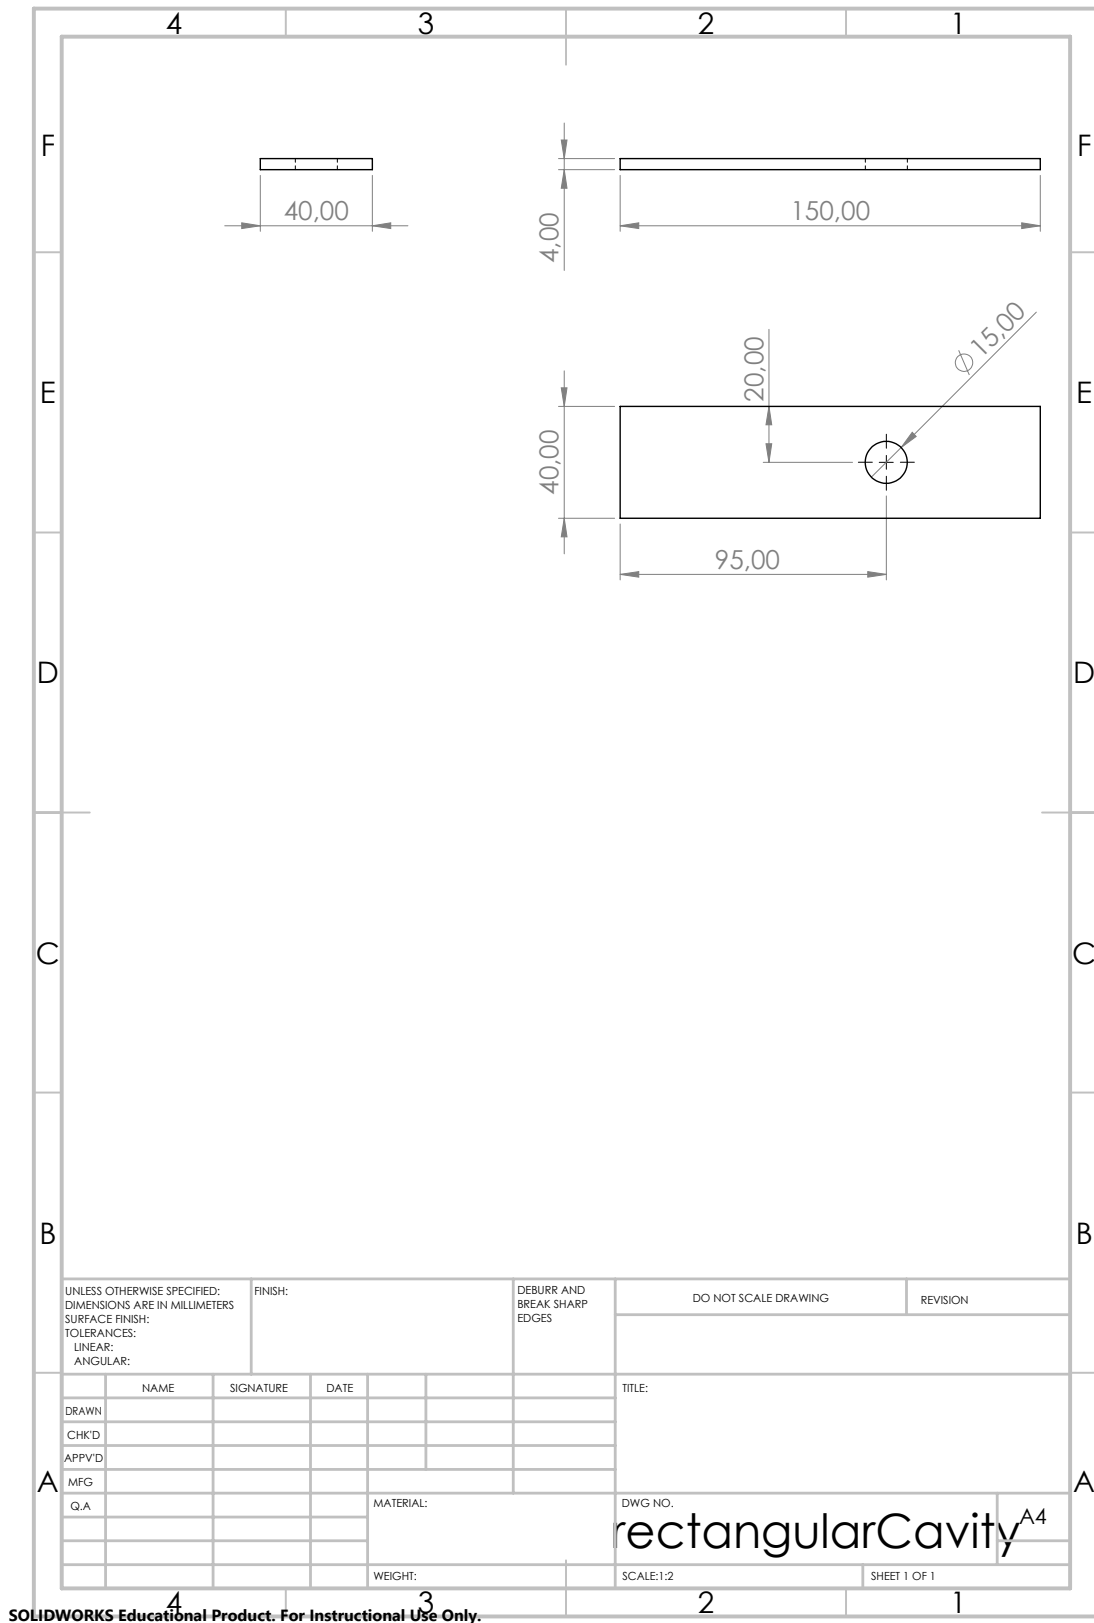 4 3 2 1
F F
40,00
4,00
150,00
20,00
Ø 15,00
E E
40,00
95,00
D D
C C
B B
UNLESS OTHERWISE SPECIFIED:
DIMENSIONS ARE IN MILLIMETERS
SURFACE FINISH:
TOLERANCES:
LINEAR:
ANGULAR:
FINISH:
DEBURR AND
BREAK SHARP
EDGES
DO NOT SCALE DRAWING
REVISION
NAME SIGNATURE DATE
TITLE:
DRAWN
CHK'D
APPV'D
MFG
Q.A
A A
MATERIAL:
DWG NO.
rectangularCavity
A4
WEIGHT:
SCALE:1:2
SHEET 1 OF 1
4 3 2 1
SOLIDWORKS Educational Product. For Instructional Use Only.